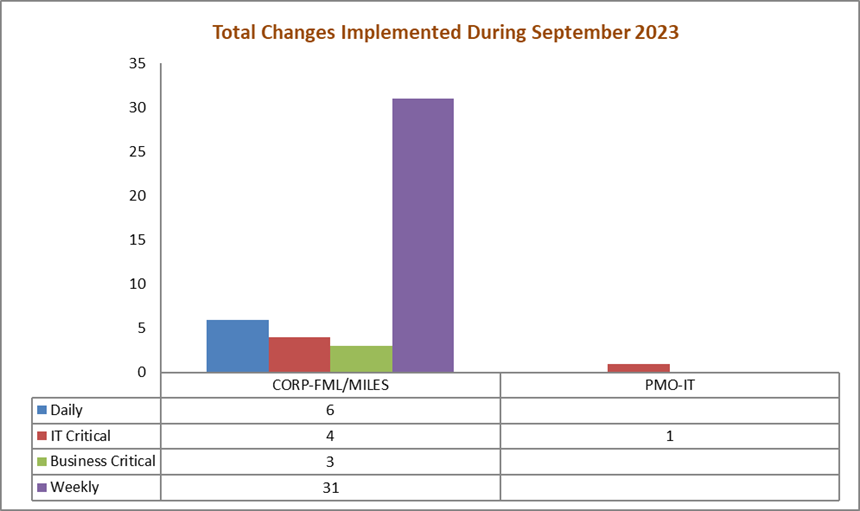 Total Changes Implemented During September 2023
35
30
25
20
15
10
5
0
CORP-FML/MILES PMO-IT
Daily 6
IT Critical 4 1
Business Critical 3
Weekly 31